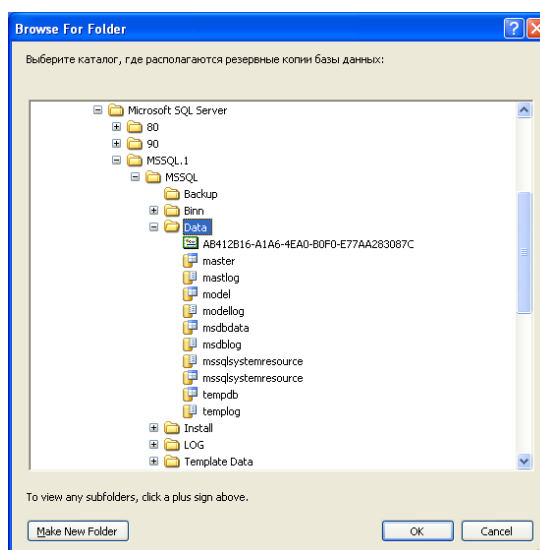 Browse For Folder
Выберите каталог, где располагаются резервные копии базы данных:
Microsoft SQL Server
80
90
MSSQL.1
MSSQL
Backup
Binn
Data
AB412B16-A1A6-4EA0-B0F0-E77AA283087C
master
mastlog
model
modellog
msdbdata
msdblog
mssqlsystemresource
mssqlsystemresource
tempdb
templog
Install
LOG
Template Data
To view any subfolders, click a plus sign above.
Make New Folder OK Cancel